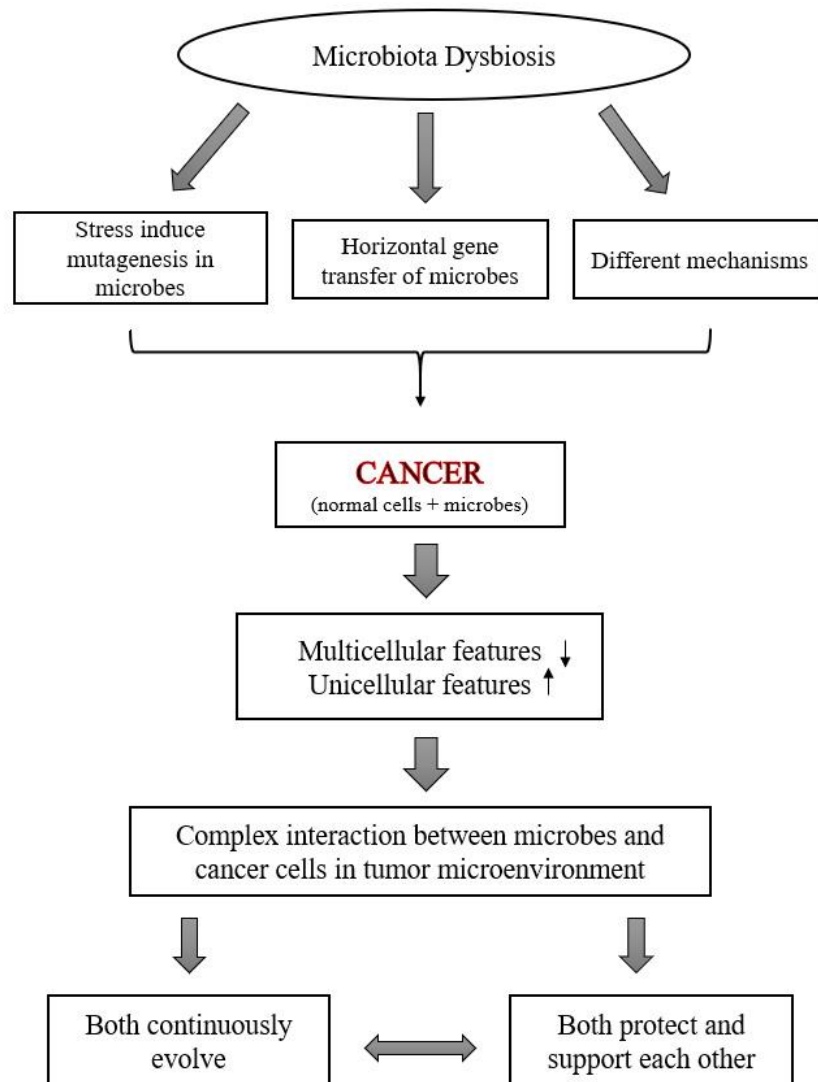 Microbiota Dysbiosis
Stress induce
mutagenesis in
microbes
Horizontal gene
transfer of microbes
Different mechanisms
CANCER
(normal cells + microbes)
Multicellular features ↓
Unicellular features ↑
Complex interaction between microbes and
cancer cells in tumor microenvironment
Both continuously
evolve
Both protect and
support each other